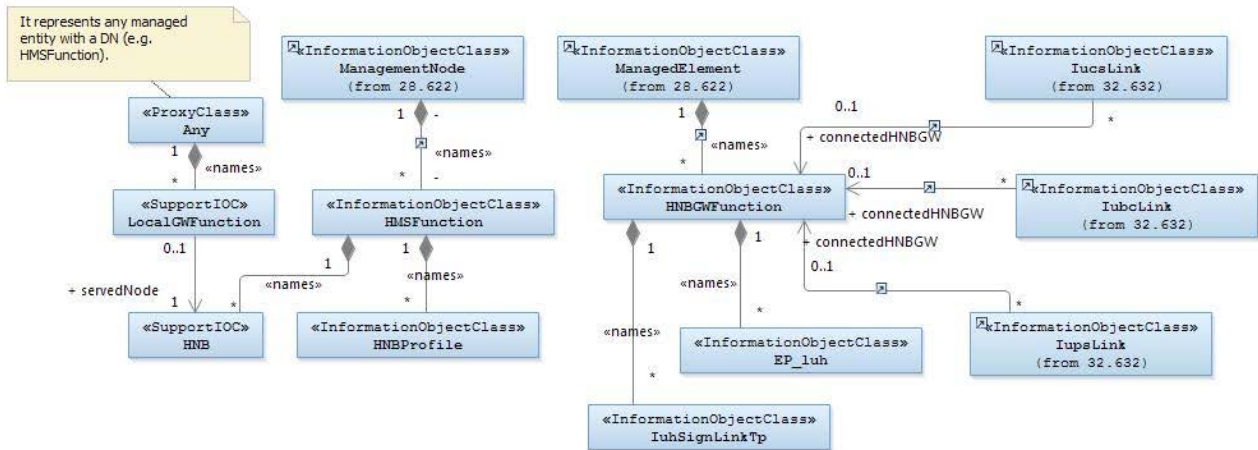 It represents any managed
entity with a DN (e.g.
HMSFunction).
«ProxyClass»
Any
1
«names»
*
«SupportIOC»
LocalGWFunction
0..1
+ servedNode
1
«SupportIOC»
HNB
«InformationObjectClass»
ManagementNode
(from 28.622)
1
-
«names»
*
-
«InformationObjectClass»
HMSFunction
1
«names»
*
1
«names»
*
«InformationObjectClass»
HNBProfile
«InformationObjectClass»
ManagedElement
(from 28.622)
1
«names»
*
«InformationObjectClass»
HNBGWFunction
1
«names»
*
1
«names»
*
«InformationObjectClass»
EP_luh
«InformationObjectClass»
IuhSignLinkTp
«InformationObjectClass»
IucsLink
(from 32.632)
0..1
*
+ connectedHNBGW
0..1
*
+ connectedHNBGW
«InformationObjectClass»
IubcLink
(from 32.632)
+ connectedHNBGW
0..1
*
«InformationObjectClass»
IupsLink
(from 32.632)